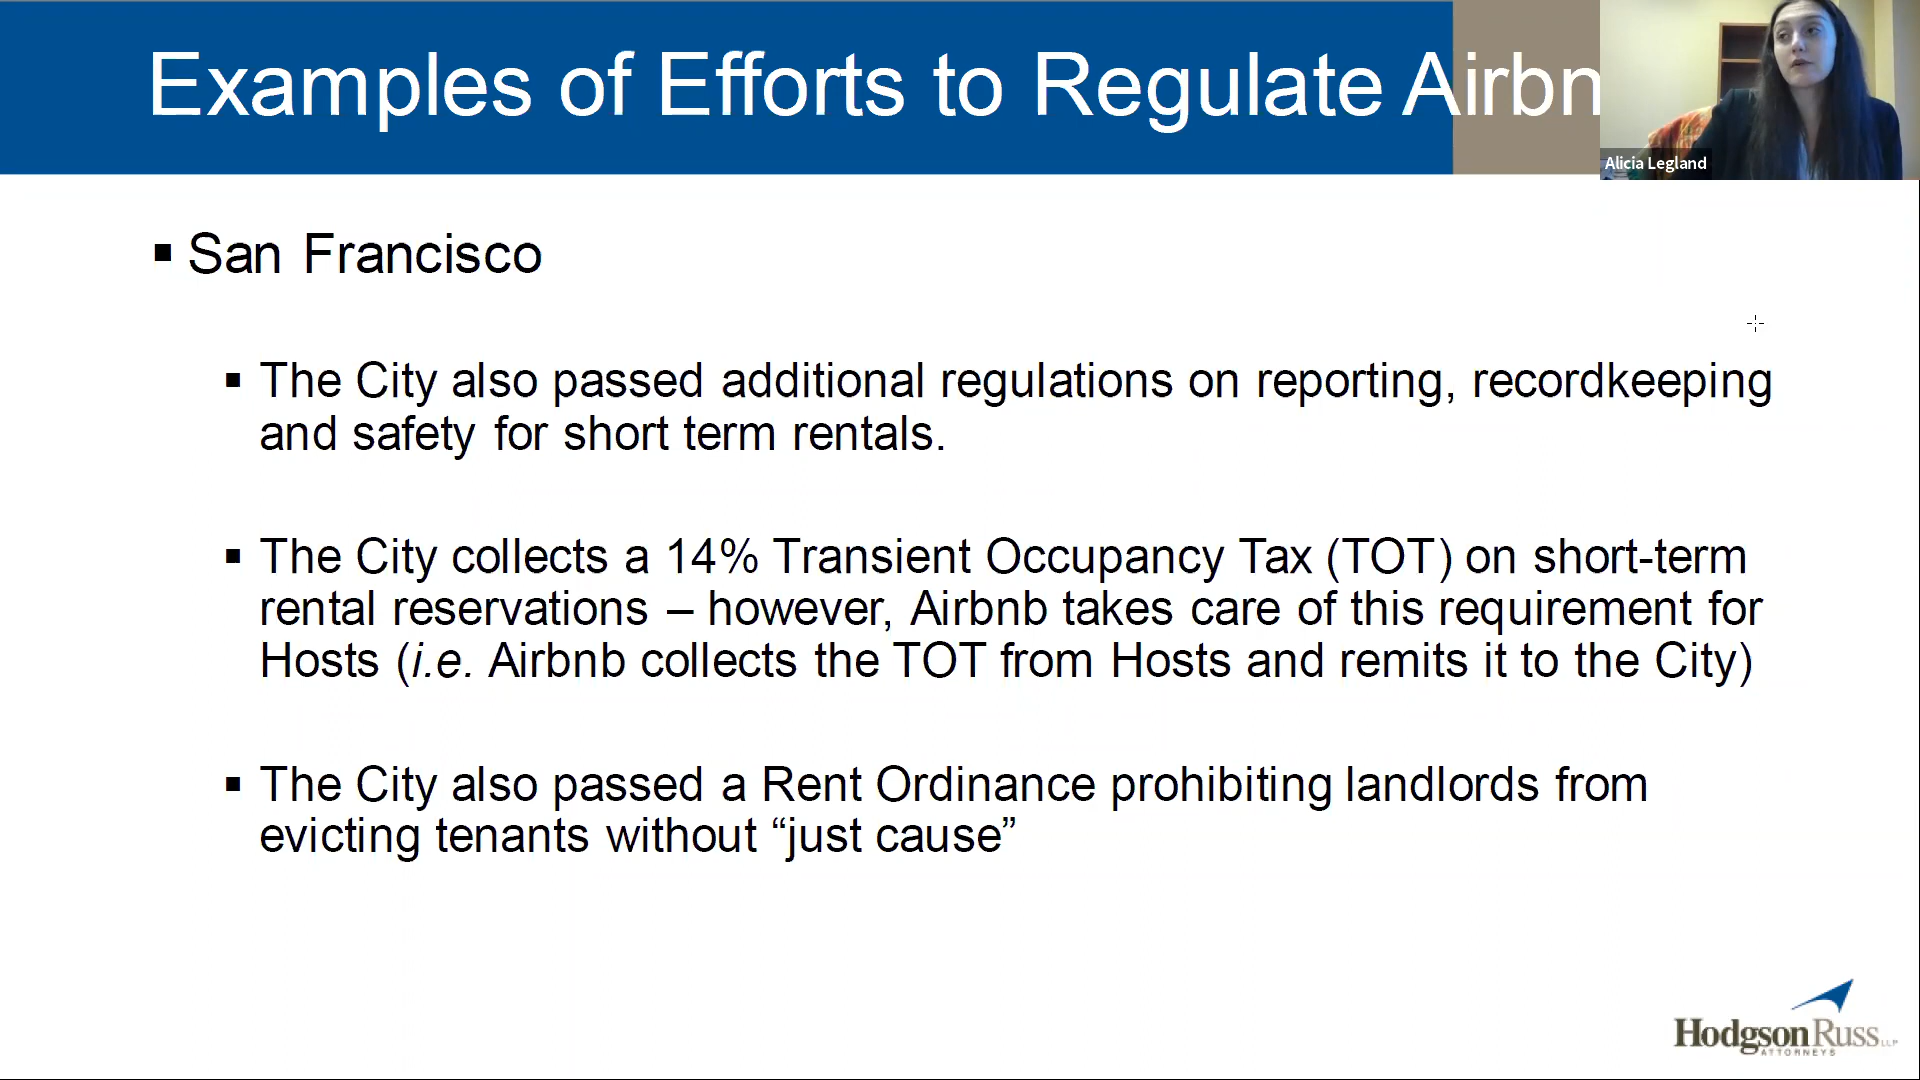 Examples of Efforts to Regulate Airbn
Alicia Legland
▪ San Francisco
▪ The City also passed additional regulations on reporting, recordkeeping
and safety for short term rentals.
▪ The City collects a 14% Transient Occupancy Tax (TOT) on short-term
rental reservations – however, Airbnb takes care of this requirement for
Hosts (i.e. Airbnb collects the TOT from Hosts and remits it to the City)
▪ The City also passed a Rent Ordinance prohibiting landlords from
evicting tenants without “just cause”
HodgsonRuss LLP
ATTORNEYS